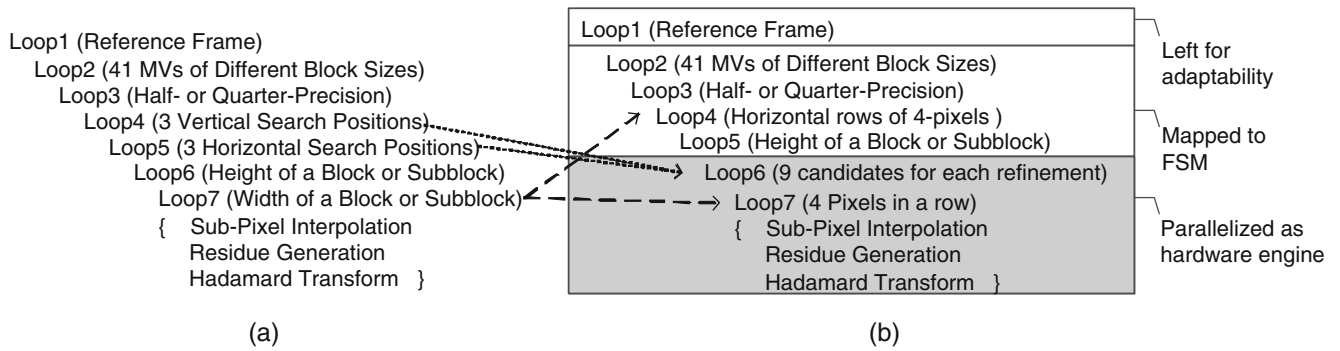 Loop1 (Reference Frame)
Loop2 (41 MVs of Different Block Sizes)
Loop3 (Half- or Quarter-Precision)
Loop4 (3 Vertical Search Positions)
Loop5 (3 Horizontal Search Positions)
Loop6 (Height of a Block or Subblock)
Loop7 (Width of a Block or Subblock)
{ Sub-Pixel Interpolation
Residue Generation
Hadamard Transform }
(a)
Loop1 (Reference Frame)
Loop2 (41 MVs of Different Block Sizes)
Loop3 (Half- or Quarter-Precision)
Loop4 (Horizontal rows of 4-pixels )
Loop5 (Height of a Block or Subblock)
Loop6 (9 candidates for each refinement)
Loop7 (4 Pixels in a row)
{ Sub-Pixel Interpolation
Residue Generation
Hadamard Transform }
(b)
Left for
adaptability
Mapped to
FSM
Parallelized as
hardware engine